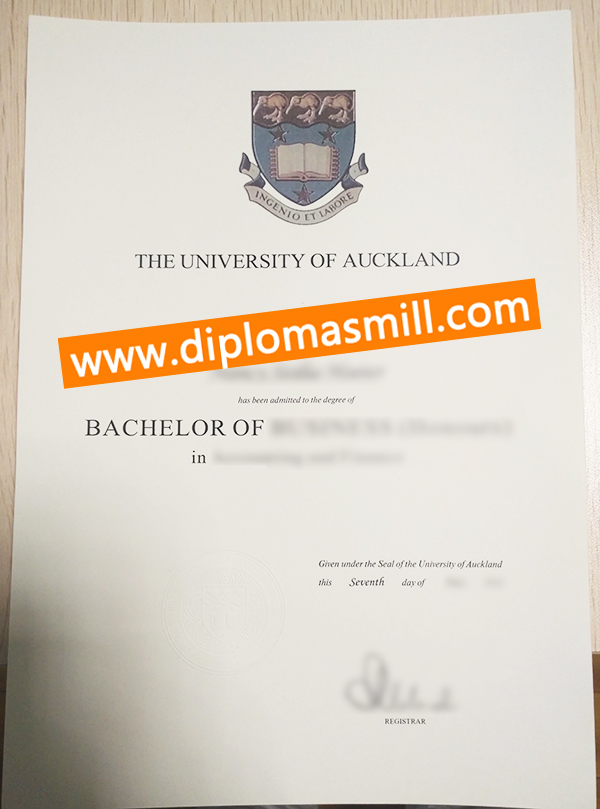 INGENIO ET LABORE
THE UNIVERSITY OF AUCKLAND
www.diplomasmill.com
has been admitted to the degree of
BACHELOR OF
in
Given under the Seal of the University of Auckland
this Seventh day of
REGISTRAR